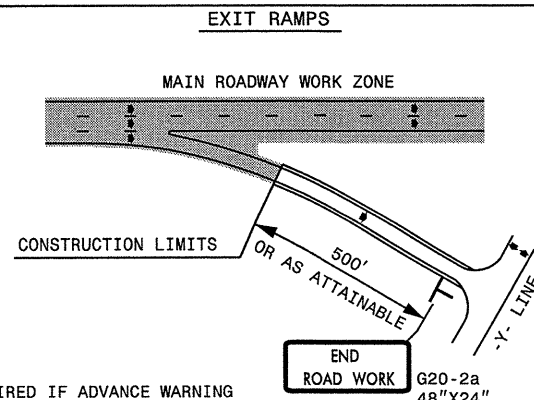 EXIT RAMPS
MAIN ROADWAY WORK ZONE
CONSTRUCTION LIMITS
500'
OR AS ATTAINABLE
-Y- LINE
END
ROAD WORK
G20-2a
48"X24"
IRED IF ADVANCE WARNING